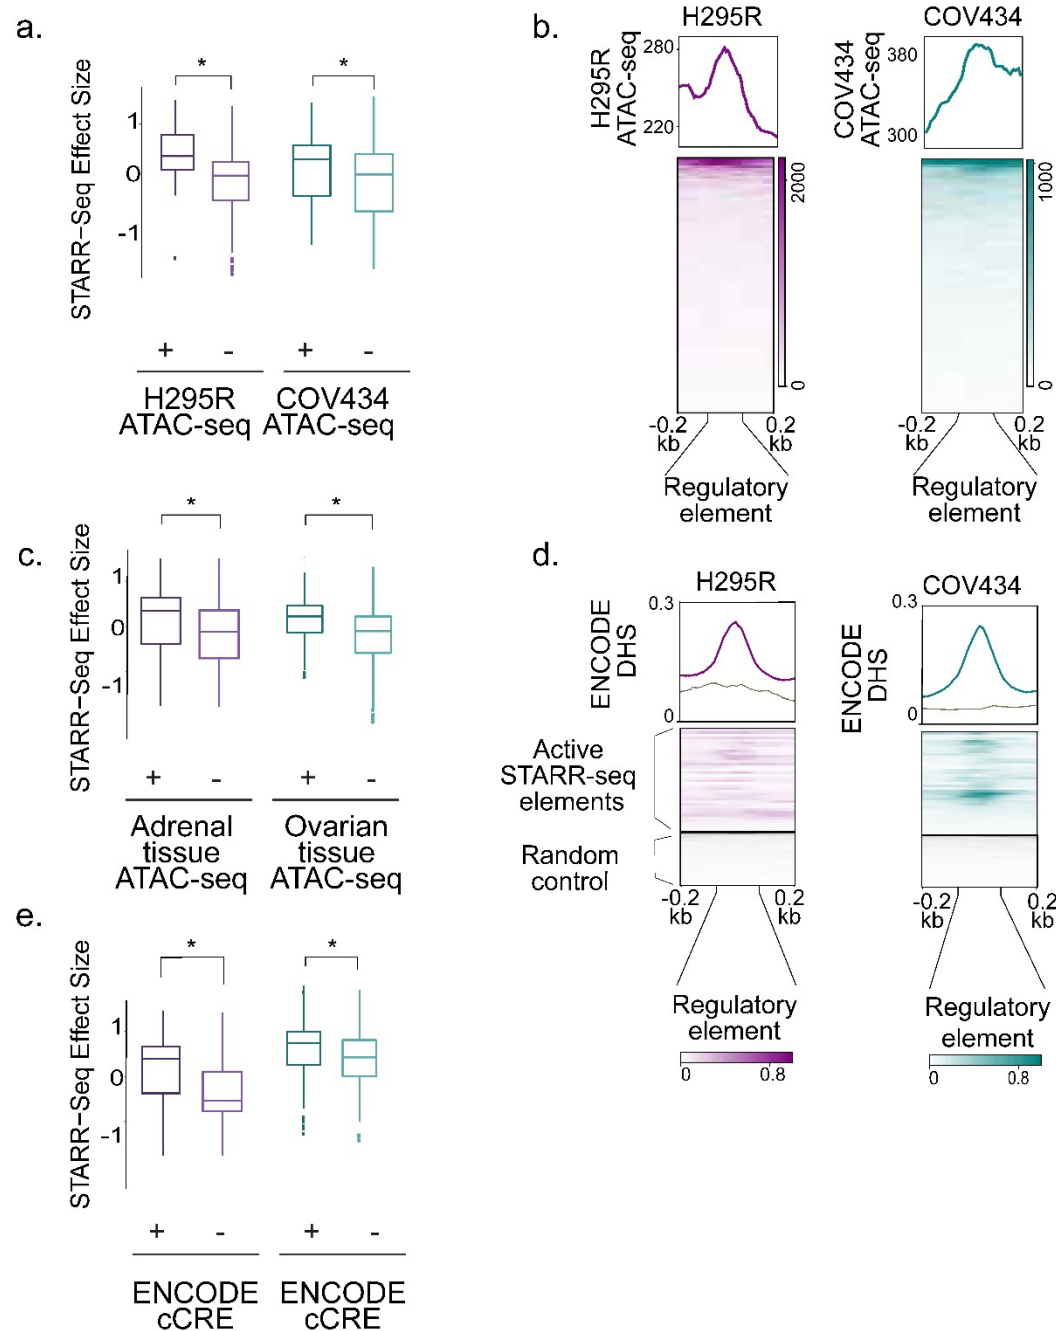 a.
STARR-Seq Effect Size
1
0
-1
*
*
+
-
+
-
H295R
ATAC-seq
COV434
ATAC-seq
b.
H295R
H295R
ATAC-seq
280
220
2000
0
-0.2
kb
0.2
kb
Regulatory
element
COV434
COV434
ATAC-seq
380
300
1000
0
-0.2
kb
0.2
kb
Regulatory
element
c.
STARR-Seq Effect Size
1
0
-1
*
*
+
-
+
-
Adrenal
tissue
ATAC-seq
Ovarian
tissue
ATAC-seq
d.
H295R
ENCODE
DHS
0.3
0
Active
STARR-seq
elements
Random
control
-0.2
kb
0.2
kb
Regulatory
element
0
0.8
COV434
ENCODE
DHS
0.3
0
-0.2
kb
0.2
kb
Regulatory
element
0
0.8
e.
STARR-Seq Effect Size
1
0
-1
*
*
+
-
+
-
ENCODE
cCRE
ENCODE
cCRE